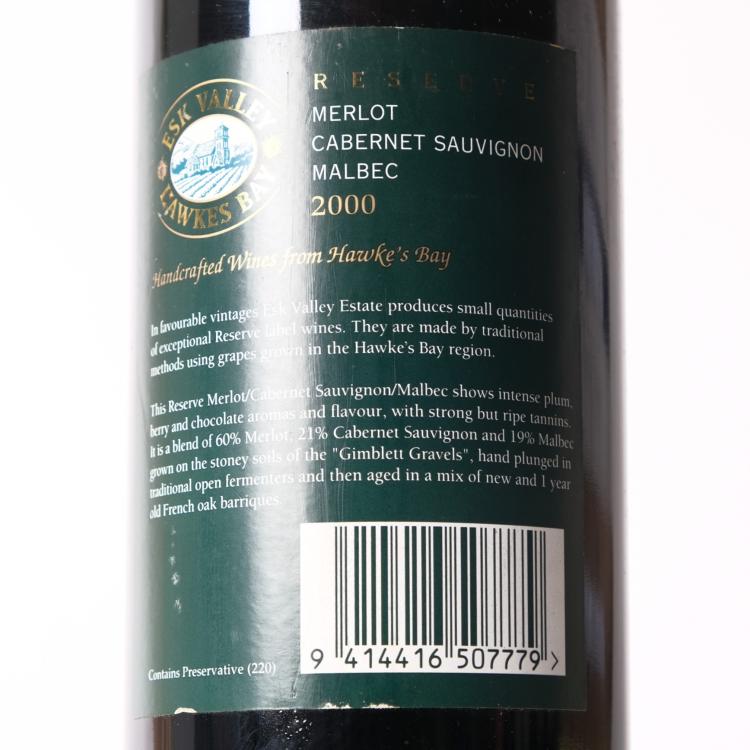 ESK VALLEY
HAWKES BAY
RESERVE
MERLOT
CABERNET SAUVIGNON
MALBEC
2000
Handcrafted Wines from Hawke's Bay
In favourable vintages Esk Valley Estate produces small quantities
of exceptional Reserve label wines. They are made by traditional
methods using grapes grown in the Hawke's Bay region.
This Reserve Merlot/Cabernet Sauvignon/Malbec shows intense plum,
berry and chocolate aromas and flavour, with strong but ripe tannins.
It is a blend of 60% Merlot, 21% Cabernet Sauvignon and 19% Malbec
grown on the stoney soils of the "Gimblett Gravels", hand plunged in
traditional open fermenters and then aged in a mix of new and 1 year
old French oak barriques.
9 414416 507779 >
Contains Preservative (220)